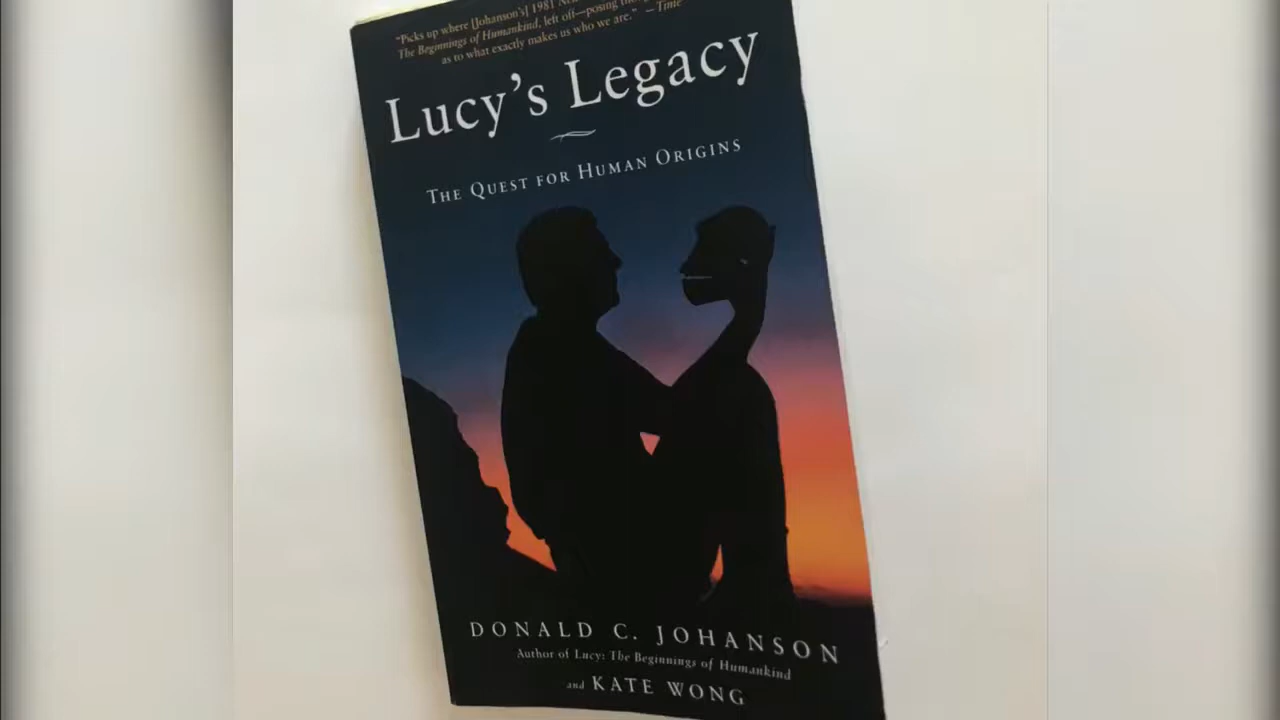 "Picks up where [Johanson's] 1981
The Beginnings of Humankind, left off—posing
as to what exactly makes us who we are." —Time
Lucy's Legacy
The Quest for Human Origins
DONALD C. JOHANSON
Author of Lucy: The Beginnings of Humankind
and KATE WONG